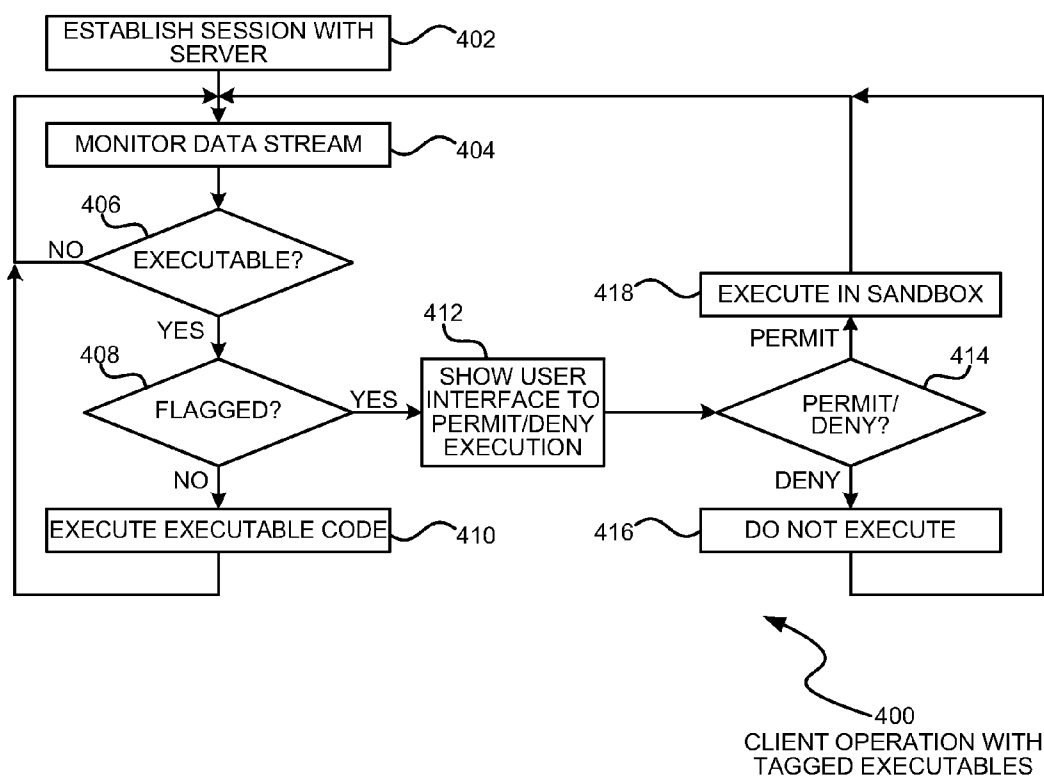 ESTABLISH SESSION WITH
SERVER
402
MONITOR DATA STREAM
404
406
NO
EXECUTABLE?
YES
408
FLAGGED?
YES
412
SHOW USER
INTERFACE TO
PERMIT/DENY
EXECUTION
418
EXECUTE IN SANDBOX
PERMIT
414
PERMIT/
DENY?
DENY
NO
EXECUTE EXECUTABLE CODE
410
416
DO NOT EXECUTE
400
CLIENT OPERATION WITH
TAGGED EXECUTABLES